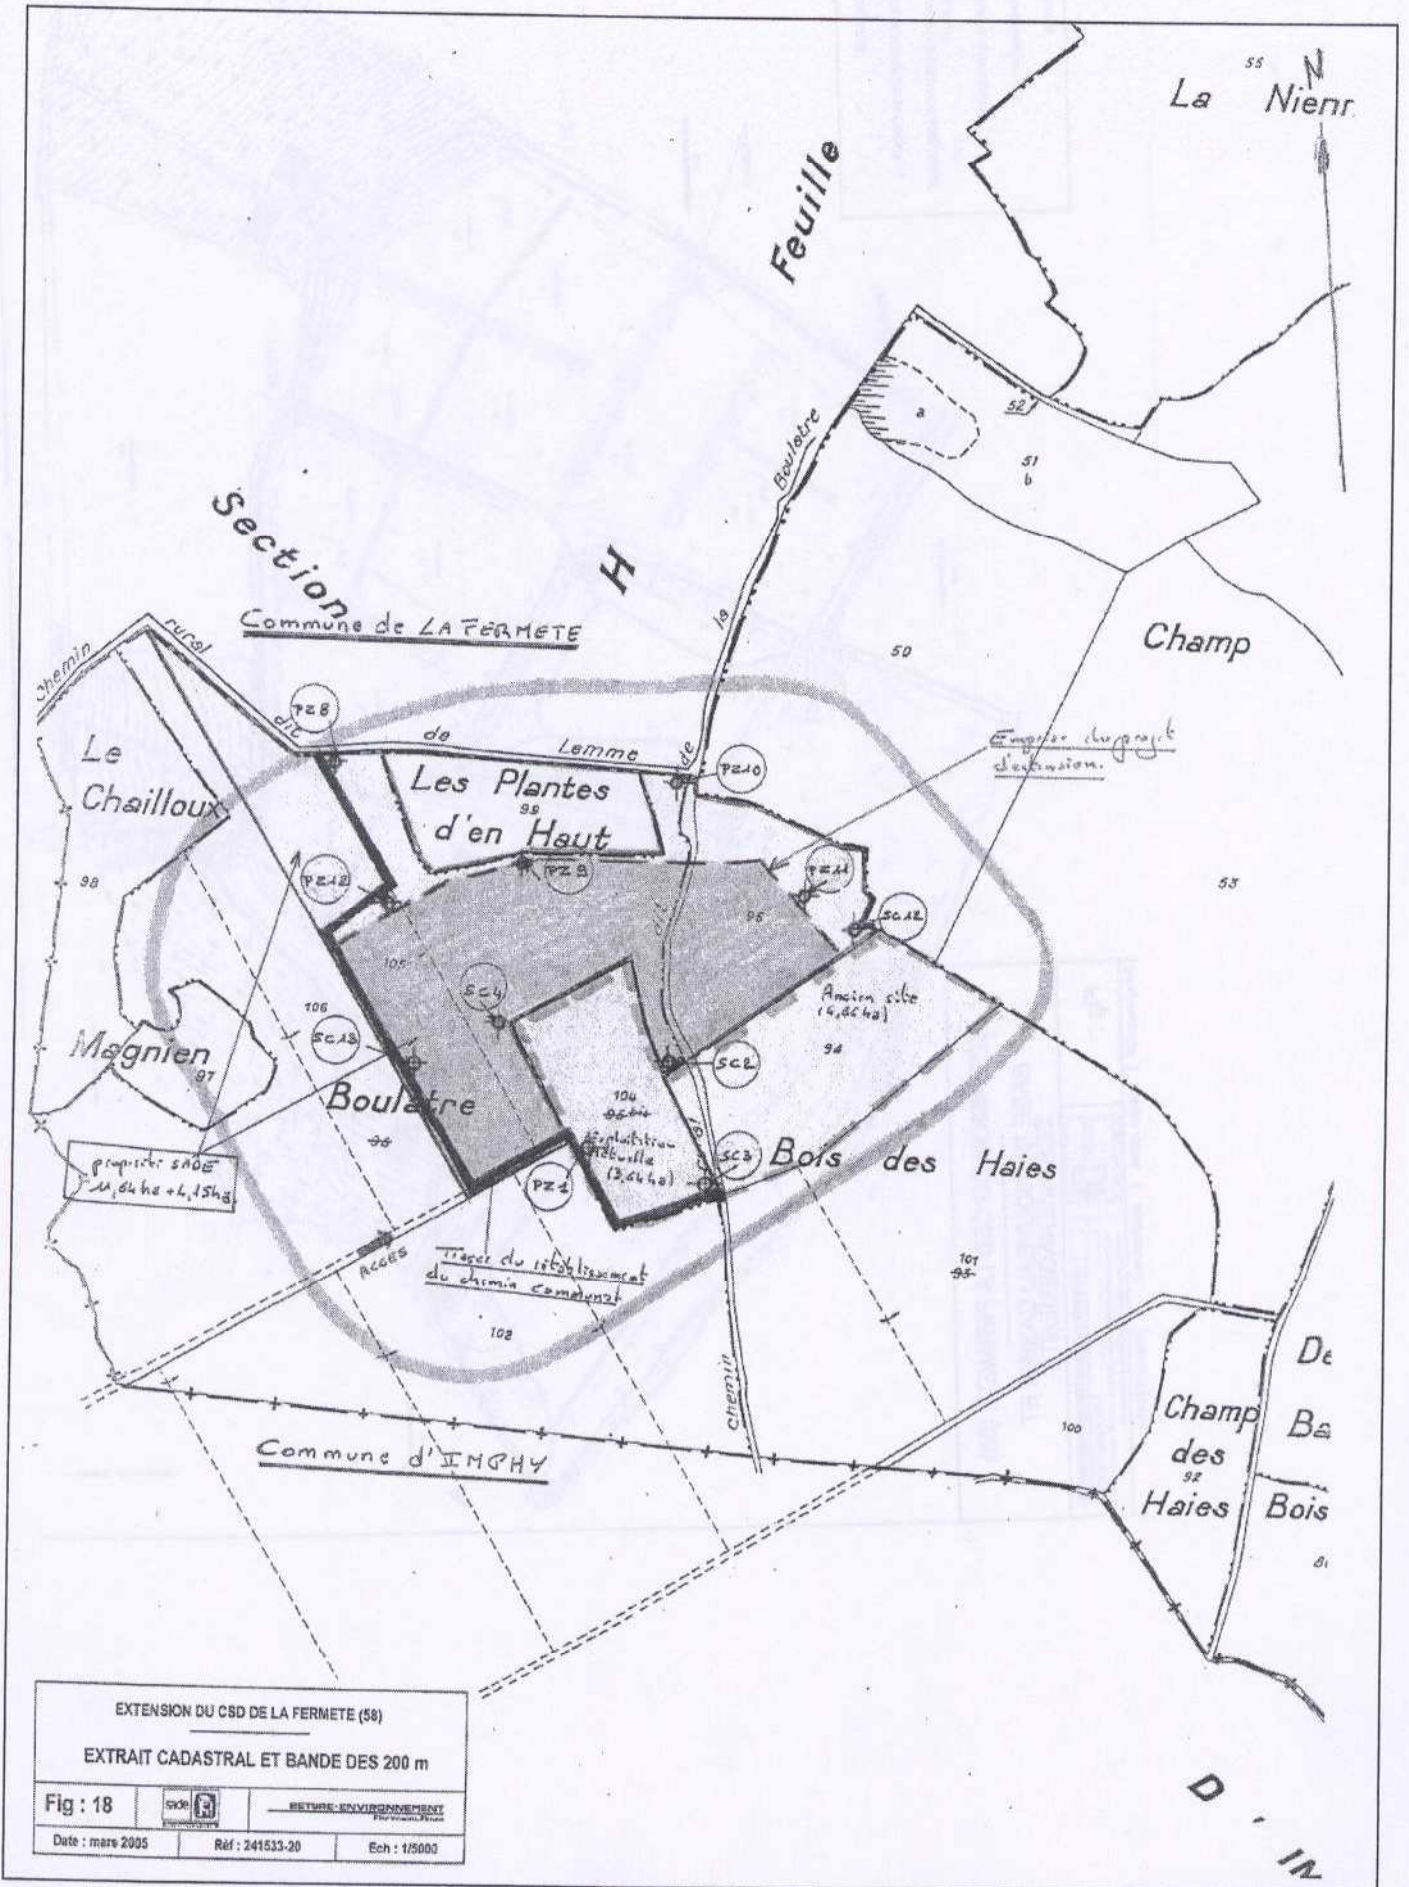 55
N
La Nienr
Feuille
52
a
51
b
Boulatre
la
de
Section
H
Commune de LA FERMETE
50
Champ
Chemin
rural
dit
de
Lemme
PZ8
PZ10
Emprise du projet
d'extension.
Le
Chailloux
Les Plantes
99
d'en Haut
98
PZ12
PZ9
PZ11
95
SC12
53
105
SC4
Ancien site
94
106
SC13
Magnien
97
SC2
Boulatre
96
104
Exploitation
actuelle
(3,64 ha)
SC3
Bois des Haies
propriété SADE
11,64 ha + 4,15 ha
PZ1
ACCES
Tracé du rétablissement
du chemin communal
101
102
Chemin
De
Champ
Ba
100
des
92
Haies
Bois
Commune d'IMPHY
EXTENSION DU CSD DE LA FERMETE (58)
EXTRAIT CADASTRAL ET BANDE DES 200 m
Fig : 18
sade
BETURE-ENVIRONNEMENT
Date : mars 2005
Réf : 241533-20
Ech : 1/5000
D ' IN